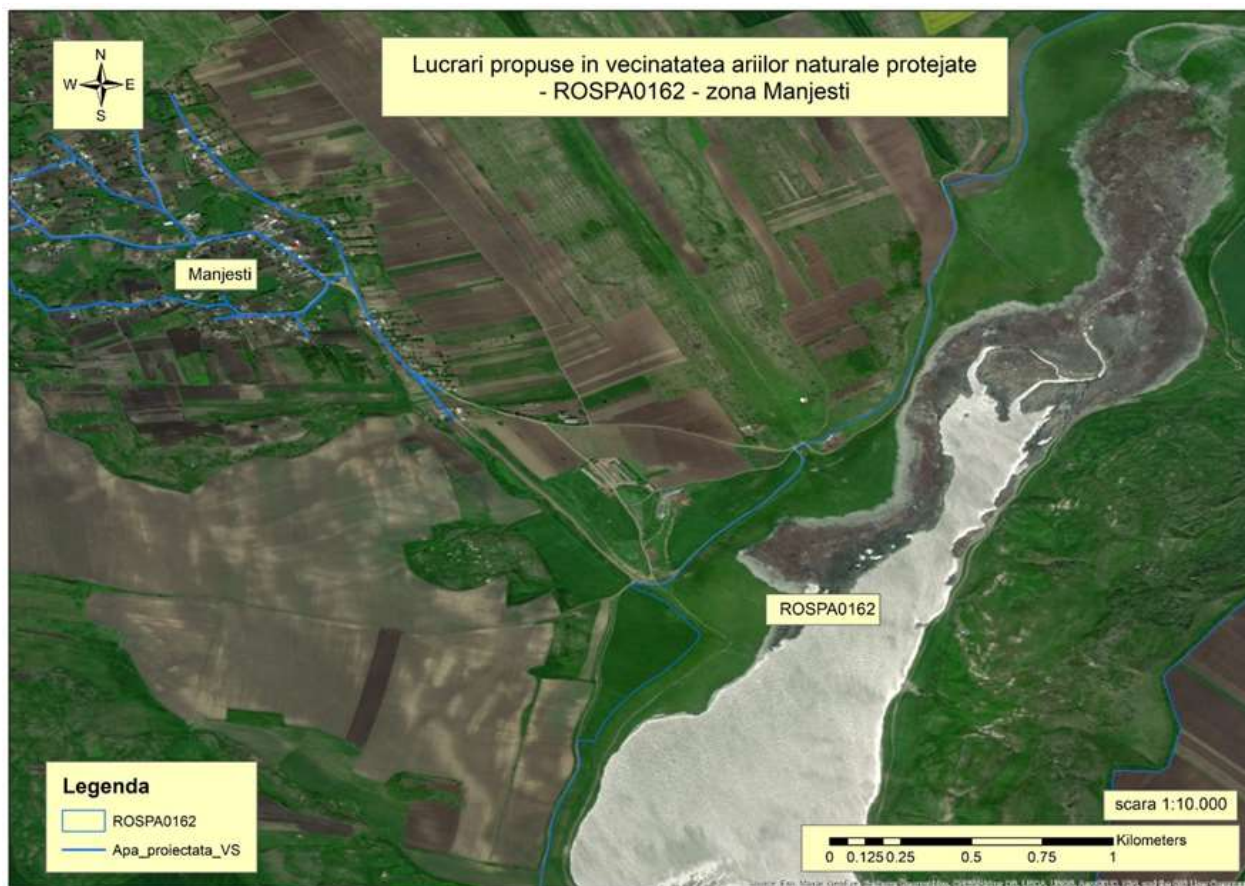 Lucrari propuse in vecinatatea ariilor naturale protejate
- ROSPA0162 - zona Manjesti
N
W E
S
Manjesti
ROSPA0162
Legenda
ROSPA0162
Apa_proiectata_VS
scara 1:10.000
Kilometers
0 0.125 0.25 0.5 0.75 1